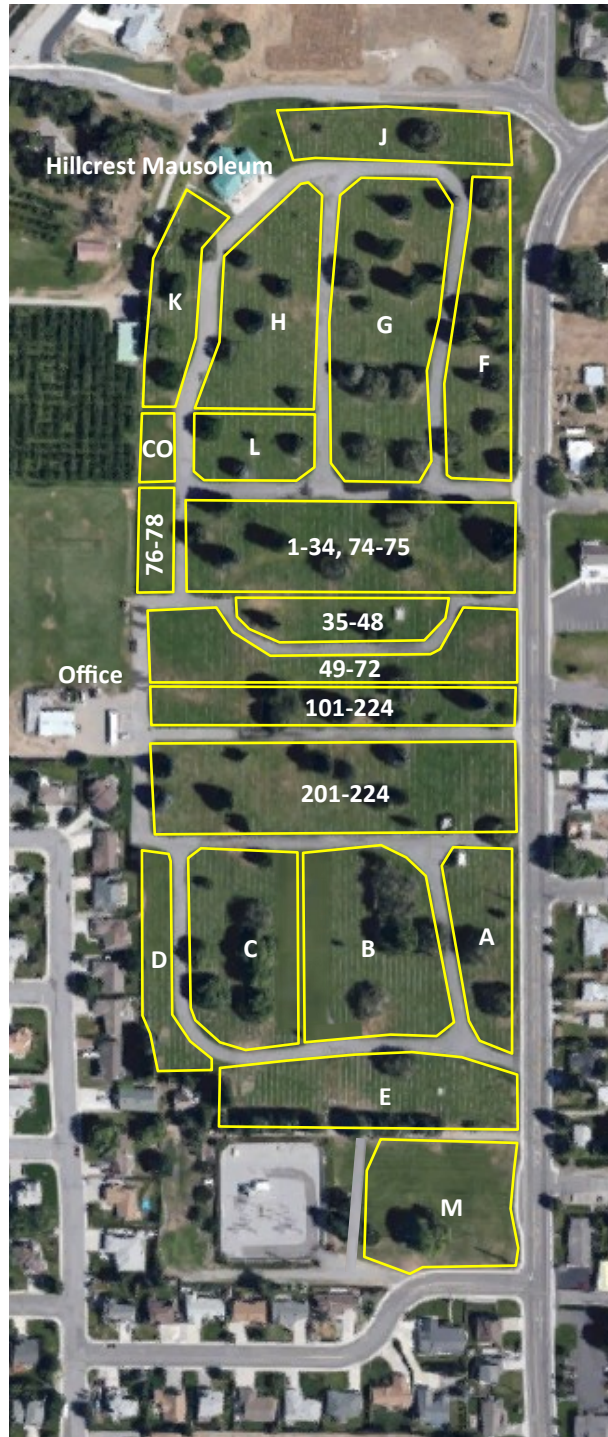 J
Hillcrest Mausoleum
K
H
G
F
CO
L
76-78
1-34, 74-75
35-48
49-72
Office
101-224
201-224
A
B
C
D
E
M